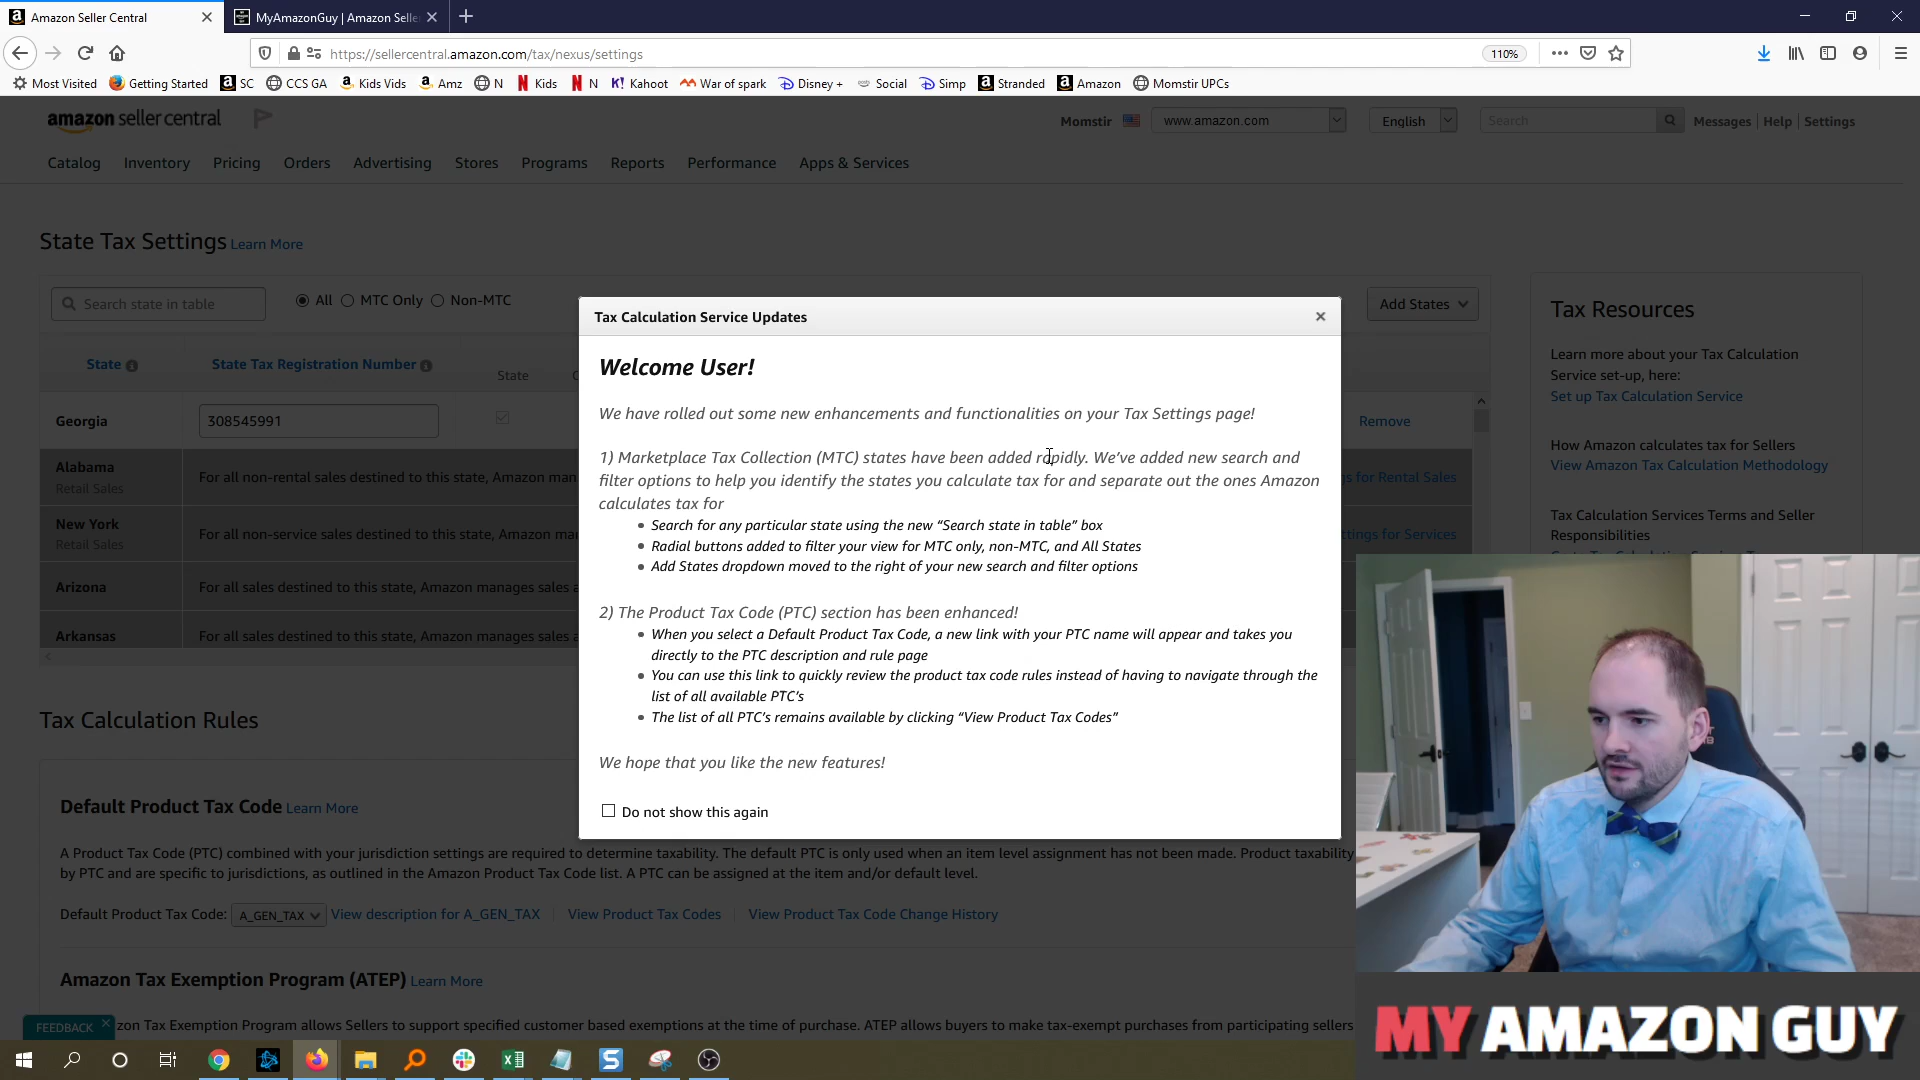 Amazon Seller Central
MyAmazonGuy | Amazon Selle
https://sellercentral.amazon.com/tax/nexus/settings
110%
Most Visited Getting Started SC CCS GA Kids Vids Amz N Kids N Kahoot War of spark Disney + Social Simp Stranded Amazon Momstir UPCs
amazon seller central
Momstir www.amazon.com English Search Messages | Help | Settings
Catalog Inventory Pricing Orders Advertising Stores Programs Reports Performance Apps & Services
State Tax Settings Learn More
Search state in table All MTC Only Non-MTC Add States
State State Tax Registration Number State
Georgia 308545991 Remove
Alabama
Retail Sales
For all non-retail sales destined to this state, Amazon man
s for Rental Sales
New York
Retail Sales
For all non-service sales destined to this state, Amazon
ttings for Services
Arizona For all sales destined to this state, Amazon manages sales
Arkansas For all sales destined to this state, Amazon manages sales
Tax Resources
Learn more about your Tax Calculation
Service set-up, here:
Set up Tax Calculation Service
How Amazon calculates tax for Sellers
View Amazon Tax Calculation Methodology
Tax Calculation Services Terms and Seller
Responsibilities
Tax Calculation Service Updates
Welcome User!
We have rolled out some new enhancements and functionalities on your Tax Settings page!
1) Marketplace Tax Collection (MTC) states have been added rapidly. We’ve added new search and
filter options to help you identify the states you calculate tax for and separate out the ones Amazon
calculates tax for
Search for any particular state using the new “Search state in table” box
Radial buttons added to filter your view for MTC only, non-MTC, and All States
Add States dropdown moved to the right of your new search and filter options
2) The Product Tax Code (PTC) section has been enhanced!
When you select a Default Product Tax Code, a new link with your PTC name will appear and takes you
directly to the PTC description and rule page
You can use this link to quickly review the product tax code rules instead of having to navigate through the
list of all available PTC’s
The list of all PTC’s remains available by clicking “View Product Tax Codes”
We hope that you like the new features!
Do not show this again
Tax Calculation Rules
Default Product Tax Code Learn More
A Product Tax Code (PTC) combined with your jurisdiction settings are required to determine taxability. The default PTC is only used when an item level assignment has not been made. Product taxability
by PTC and are specific to jurisdictions, as outlined in the Amazon Product Tax Code list. A PTC can be assigned at the item and/or default level.
Default Product Tax Code: A_GEN_TAX View description for A_GEN_TAX | View Product Tax Codes | View Product Tax Code Change History
Amazon Tax Exemption Program (ATEP) Learn More
FEEDBACK
zon Tax Exemption Program allows Sellers to support specified customer based exemptions at the time of purchase. ATEP allows buyers to make tax-exempt purchases from participating sellers
MY AMAZON GUY